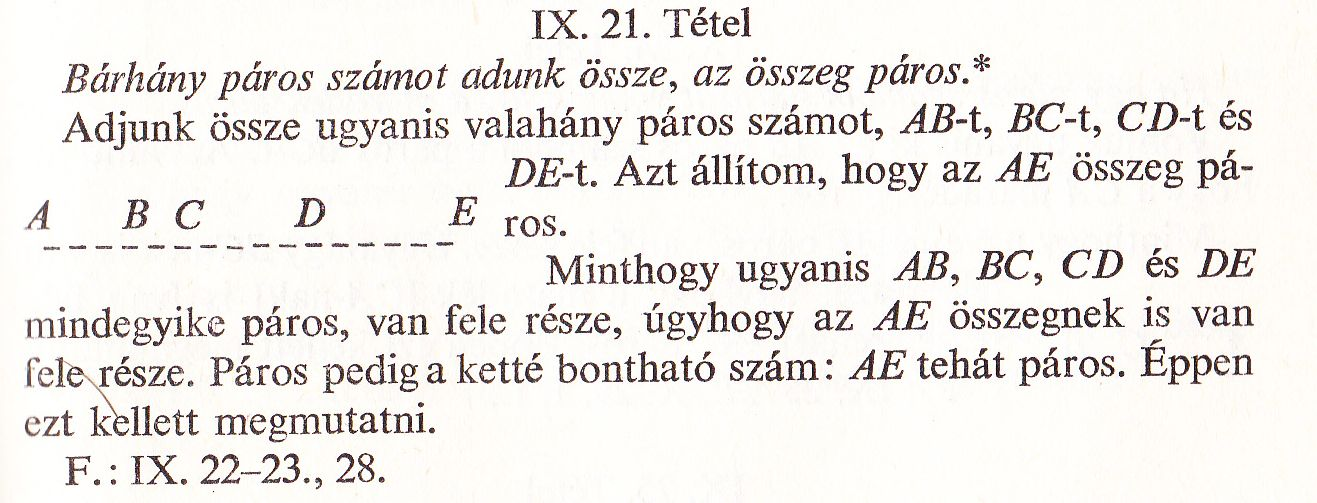 IX. 21. Tétel
Bárhány páros számot adunk össze, az összeg páros.*
Adjunk össze ugyanis valahány páros számot, AB-t, BC-t, CD-t és
DE-t. Azt állítom, hogy az AE összeg pá-
A B C D E
ros.
Minthogy ugyanis AB, BC, CD és DE
mindegyike páros, van fele része, úgyhogy az AE összegnek is van
fele része. Páros pedig a ketté bontható szám: AE tehát páros. Éppen
ezt kellett megmutatni.
F.: IX. 22–23., 28.